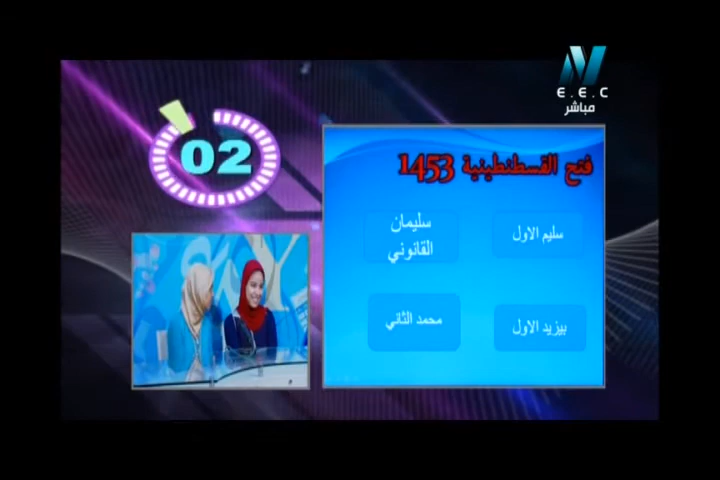 E.E.C
مباشر
02
فتح القسطنطينية 1453
سليم الاول
سليمان
القانوني
بيزيد الاول
محمد الثاني